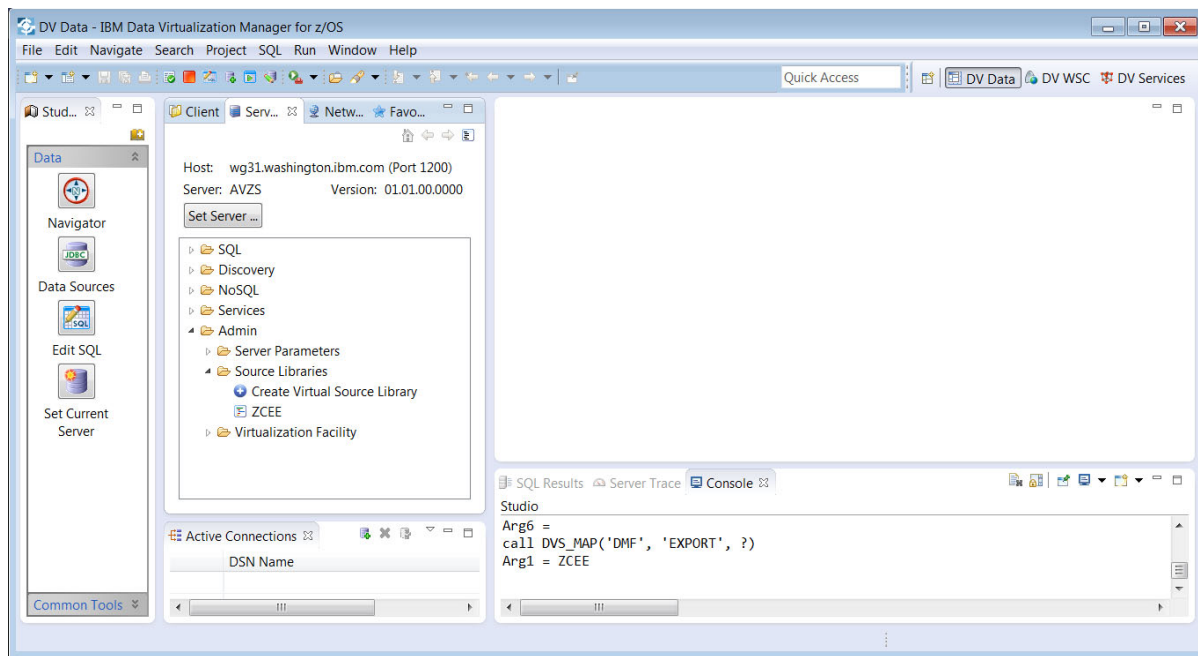 DV Data - IBM Data Virtualization Manager for z/OS
File Edit Navigate Search Project SQL Run Window Help
Quick Access
DV Data
DV WSC
DV Services
Stud...
Data
Navigator
JDBC
Data Sources
SQL
Edit SQL
Set Current
Server
Common Tools
Client
Serv...
Netw...
Favo...
Host: wg31.washington.ibm.com (Port 1200)
Server: AVZS Version: 01.01.00.0000
Set Server ...
SQL
Discovery
NoSQL
Services
Admin
Server Parameters
Source Libraries
Create Virtual Source Library
ZCEE
Virtualization Facility
Active Connections
DSN Name
SQL Results
Server Trace
Console
Studio
Arg6 =
call DVS_MAP('DMF', 'EXPORT', ?)
Arg1 = ZCEE